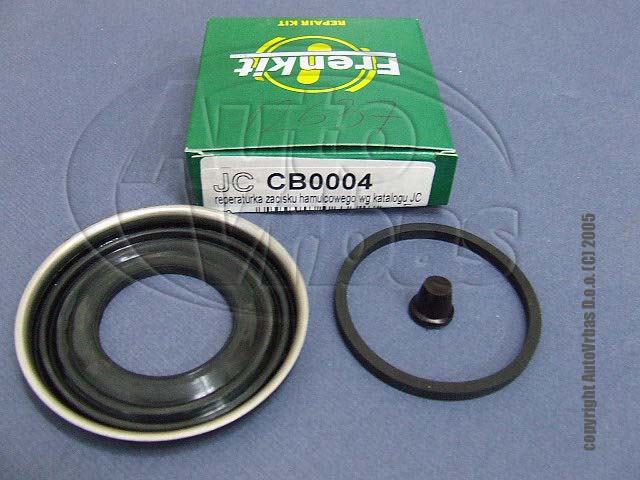 REPAIR KIT
Frenkit
JC CB0004
reperaturka zacisku hamulcowego wg katalogu JC
Auto
Vrbas
copyright AutoVrbas D.o.o. (C) 2005